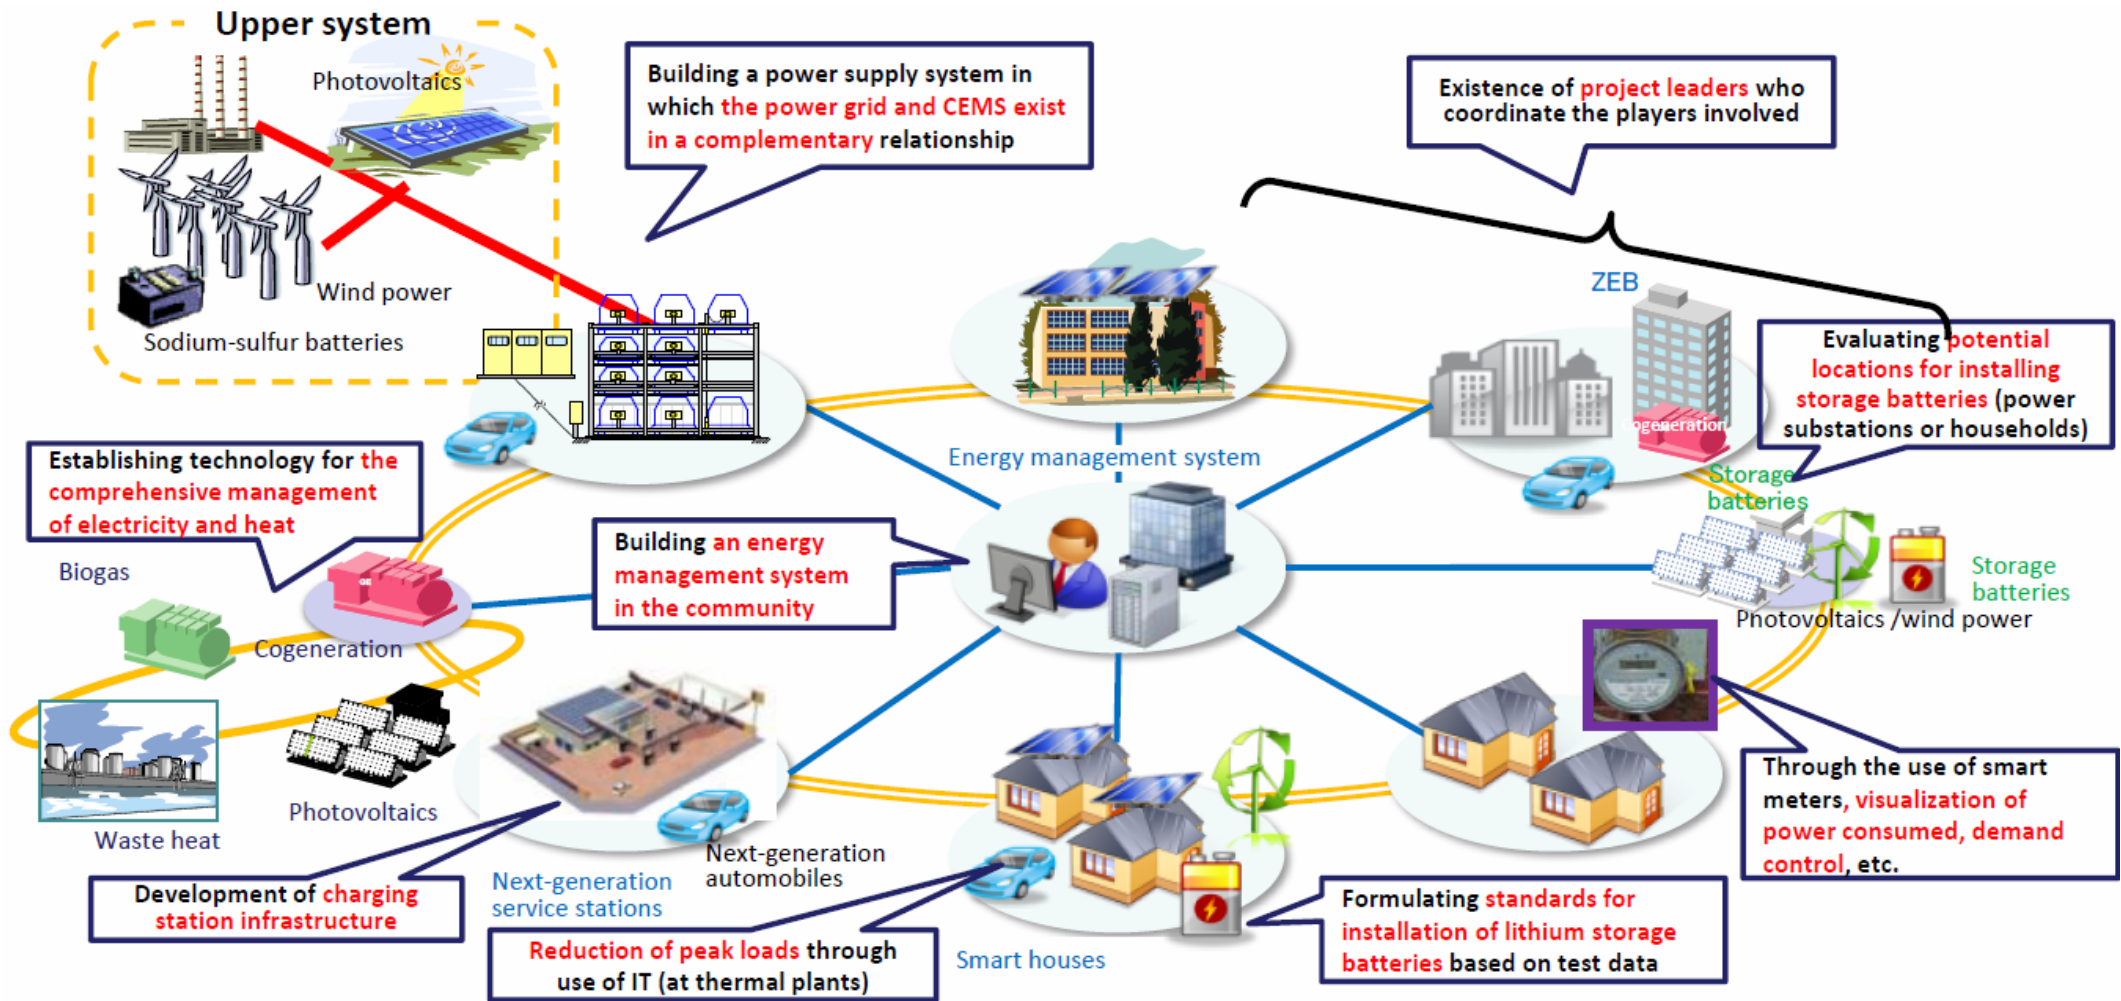 Upper system
Photovoltaics
Wind power
Sodium-sulfur batteries
Building a power supply system in
which the power grid and CEMS exist
in a complementary relationship
Existence of project leaders who
coordinate the players involved
ZEB
Cogeneration
Evaluating potential
locations for installing
storage batteries (power
substations or households)
Storage
batteries
Energy management system
Establishing technology for the
comprehensive management
of electricity and heat
Building an energy
management system
in the community
Biogas
Cogeneration
Storage
batteries
Photovoltaics /wind power
Waste heat
Photovoltaics
Through the use of smart
meters, visualization of
power consumed, demand
control, etc.
Development of charging
station infrastructure
Next-generation
service stations
Next-generation
automobiles
Reduction of peak loads through
use of IT (at thermal plants)
Smart houses
Formulating standards for
installation of lithium storage
batteries based on test data